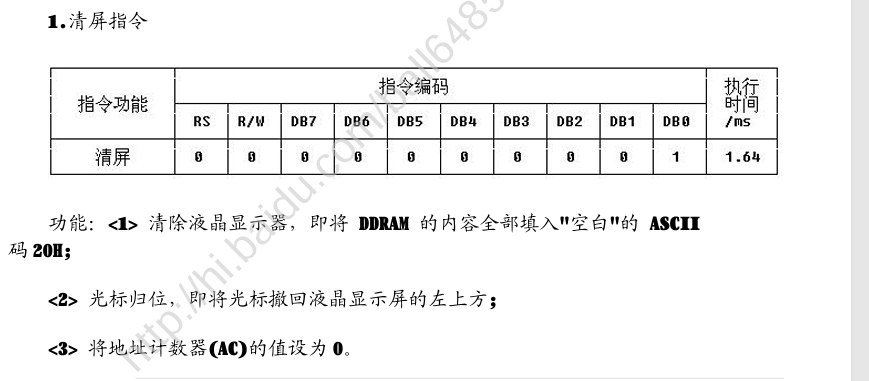 1.清屏指令
指令功能 指令编码 执行时间/ms
RS R/W DB7 DB6 DB5 DB4 DB3 DB2 DB1 DB0
清屏 0 0 0 0 0 0 0 0 0 1 1.64
功能：<1> 清除液晶显示器，即将 DDRAM 的内容全部填入"空白"的 ASCII
码 20H;
<2> 光标归位，即将光标撤回液晶显示屏的左上方;
<3> 将地址计数器(AC)的值设为 0。
http://hi.baidu.com/ball6485